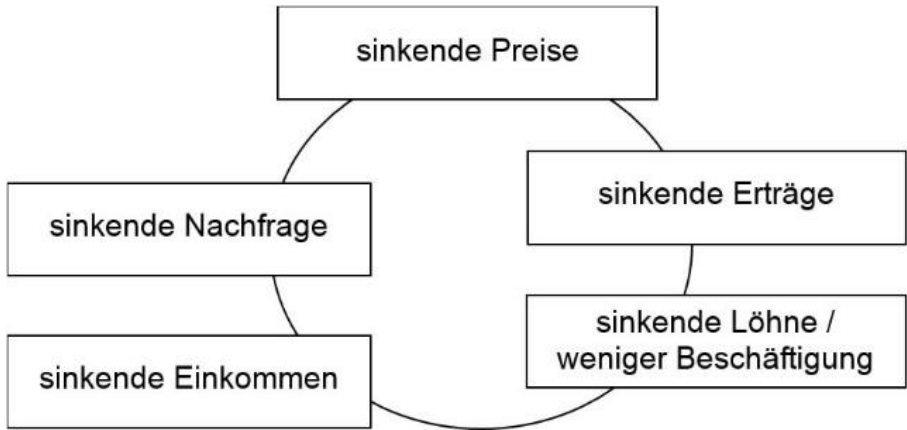 sinkende Preise
sinkende Erträge
sinkende Löhne /
weniger Beschäftigung
sinkende Einkommen
sinkende Nachfrage